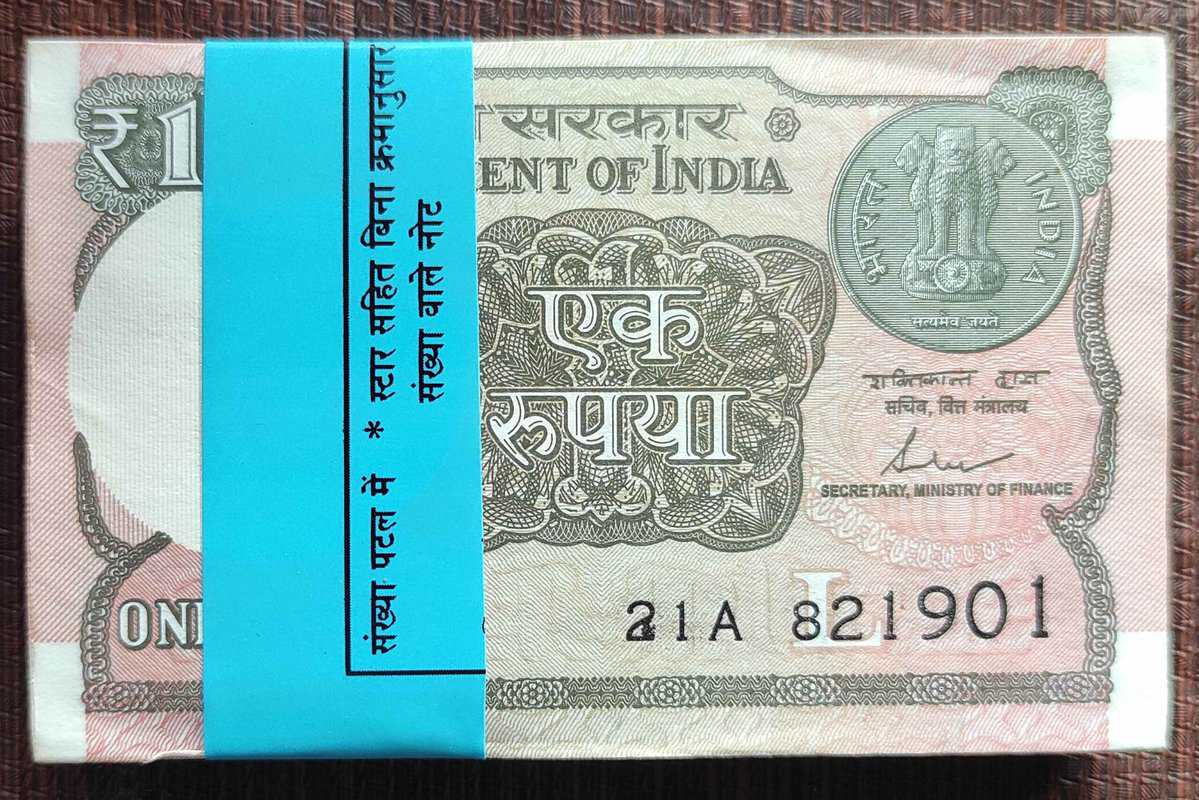 ₹1
सरकार
ENT OF INDIA
भारत INDIA
सत्यमेव जयते
एक
रुपया
शक्तिकान्त दास
सचिव, वित्त मंत्रालय
SECRETARY, MINISTRY OF FINANCE
L
21A 821901
ONE
संख्या पटल में * स्टार सहित बिना क्रमानुसार
संख्या वाले नोट